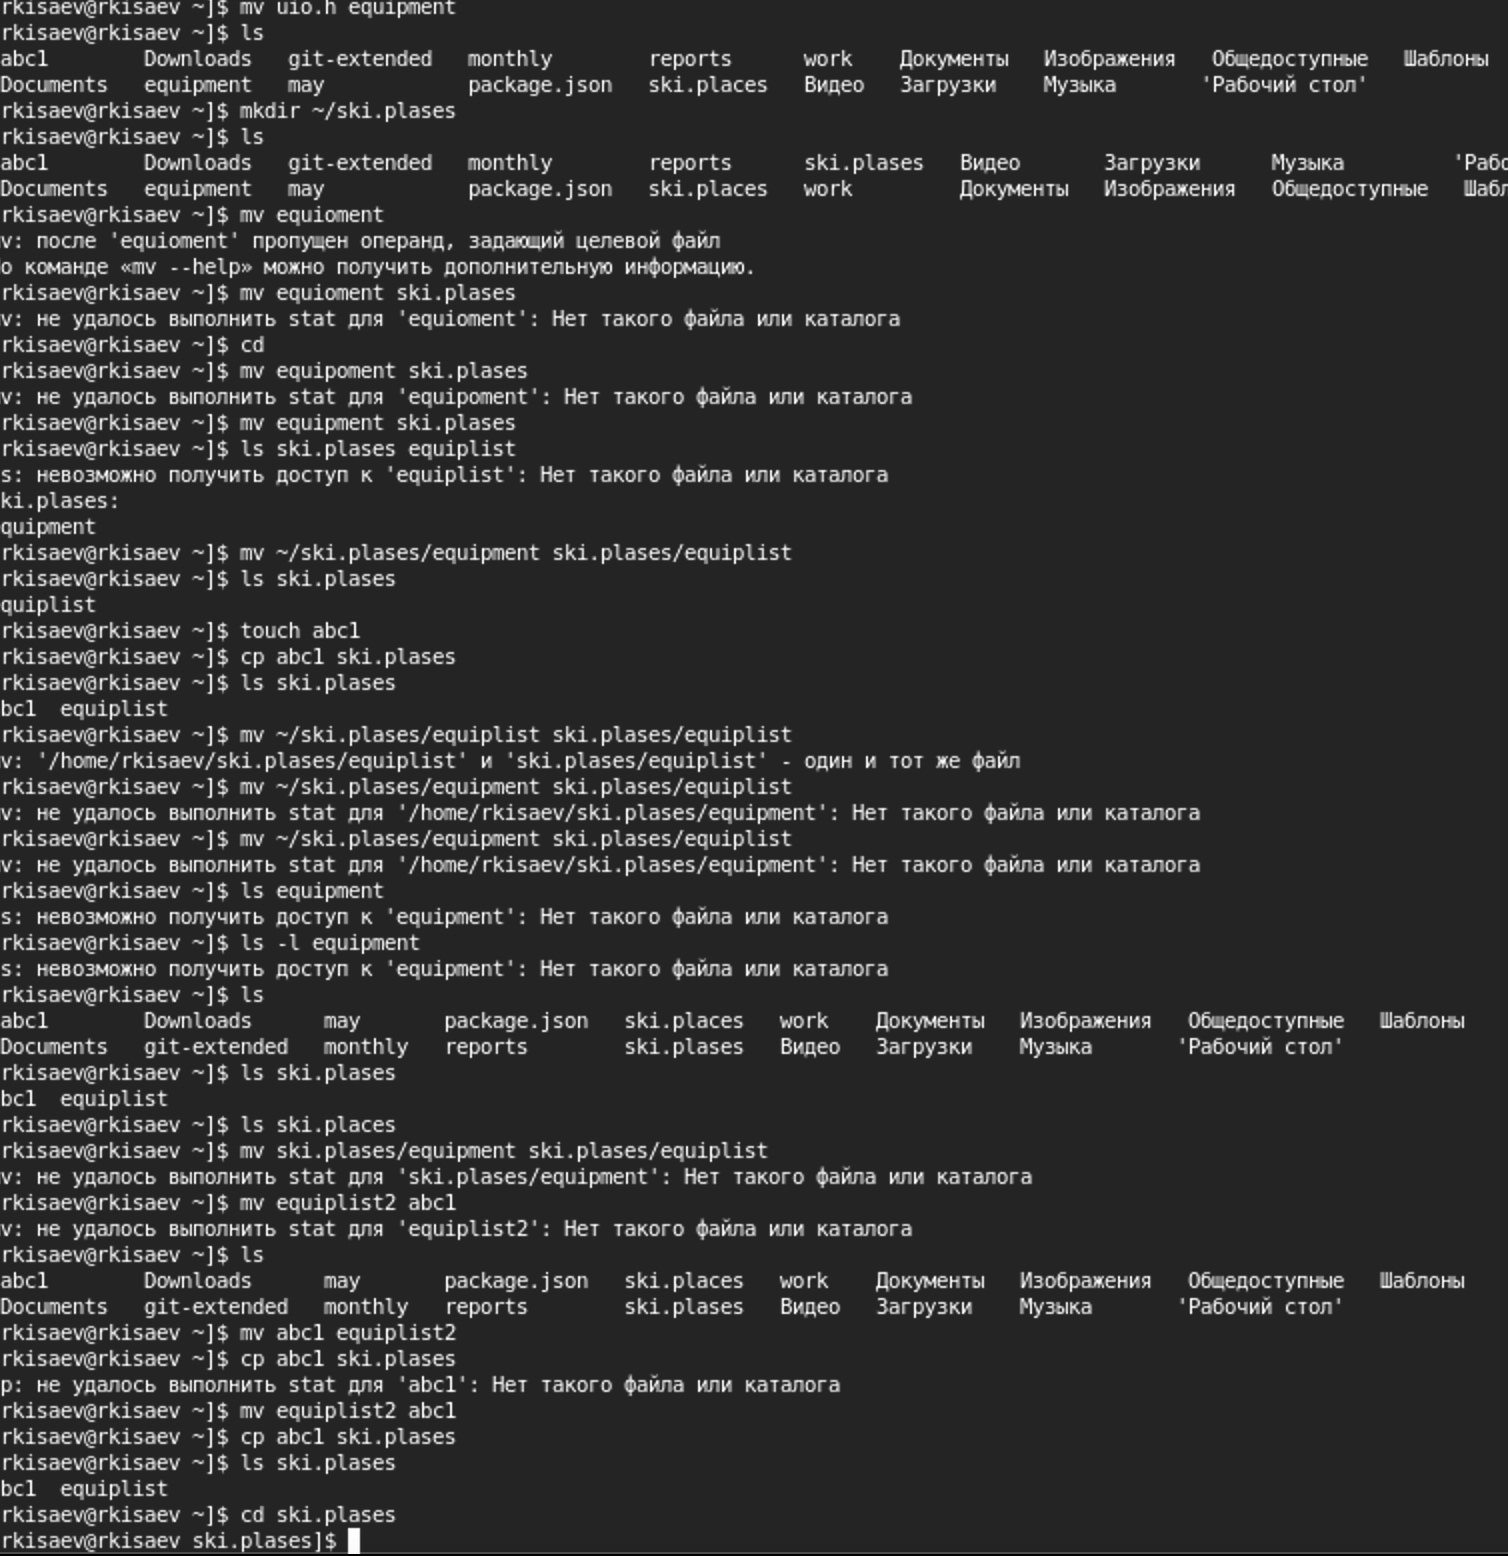 rkisaev@rkisaev ~]$ mv uio.h equipment
rkisaev@rkisaev ~]$ ls
abc1 Downloads git-extended monthly reports work Документы Изображения Общедоступные Шаблоны
Documents equipment may package.json ski.places Видео Загрузки Музыка 'Рабочий стол'
rkisaev@rkisaev ~]$ mkdir ~/ski.plases
rkisaev@rkisaev ~]$ ls
abc1 Downloads git-extended monthly reports ski.plases Видео Загрузки Музыка 'Рабо
Documents equipment may package.json ski.places work Документы Изображения Общедоступные Шабл
rkisaev@rkisaev ~]$ mv equioment
v: после 'equioment' пропущен операнд, задающий целевой файл
о команде «mv --help» можно получить дополнительную информацию.
rkisaev@rkisaev ~]$ mv equioment ski.plases
v: не удалось выполнить stat для 'equioment': Нет такого файла или каталога
rkisaev@rkisaev ~]$ cd
rkisaev@rkisaev ~]$ mv equipoment ski.plases
v: не удалось выполнить stat для 'equipoment': Нет такого файла или каталога
rkisaev@rkisaev ~]$ mv equipment ski.plases
rkisaev@rkisaev ~]$ ls ski.plases equiplist
s: невозможно получить доступ к 'equiplist': Нет такого файла или каталога
ki.plases:
quipment
rkisaev@rkisaev ~]$ mv ~/ski.plases/equipment ski.plases/equiplist
rkisaev@rkisaev ~]$ ls ski.plases
quiplist
rkisaev@rkisaev ~]$ touch abc1
rkisaev@rkisaev ~]$ cp abc1 ski.plases
rkisaev@rkisaev ~]$ ls ski.plases
bc1 equiplist
rkisaev@rkisaev ~]$ mv ~/ski.plases/equiplist ski.plases/equiplist
v: '/home/rkisaev/ski.plases/equiplist' и 'ski.plases/equiplist' - один и тот же файл
rkisaev@rkisaev ~]$ mv ~/ski.plases/equipment ski.plases/equiplist
v: не удалось выполнить stat для '/home/rkisaev/ski.plases/equipment': Нет такого файла или каталога
rkisaev@rkisaev ~]$ mv ~/ski.plases/equipment ski.plases/equiplist
v: не удалось выполнить stat для '/home/rkisaev/ski.plases/equipment': Нет такого файла или каталога
rkisaev@rkisaev ~]$ ls equipment
s: невозможно получить доступ к 'equipment': Нет такого файла или каталога
rkisaev@rkisaev ~]$ ls -l equipment
s: невозможно получить доступ к 'equipment': Нет такого файла или каталога
rkisaev@rkisaev ~]$ ls
abc1 Downloads may package.json ski.places work Документы Изображения Общедоступные Шаблоны
Documents git-extended monthly reports ski.plases Видео Загрузки Музыка 'Рабочий стол'
rkisaev@rkisaev ~]$ ls ski.plases
bc1 equiplist
rkisaev@rkisaev ~]$ ls ski.places
rkisaev@rkisaev ~]$ mv ski.plases/equipment ski.plases/equiplist
v: не удалось выполнить stat для 'ski.plases/equipment': Нет такого файла или каталога
rkisaev@rkisaev ~]$ mv equiplist2 abc1
v: не удалось выполнить stat для 'equiplist2': Нет такого файла или каталога
rkisaev@rkisaev ~]$ ls
abc1 Downloads may package.json ski.places work Документы Изображения Общедоступные Шаблоны
Documents git-extended monthly reports ski.plases Видео Загрузки Музыка 'Рабочий стол'
rkisaev@rkisaev ~]$ mv abc1 equiplist2
rkisaev@rkisaev ~]$ cp abc1 ski.plases
p: не удалось выполнить stat для 'abc1': Нет такого файла или каталога
rkisaev@rkisaev ~]$ mv equiplist2 abc1
rkisaev@rkisaev ~]$ cp abc1 ski.plases
rkisaev@rkisaev ~]$ ls ski.plases
bc1 equiplist
rkisaev@rkisaev ~]$ cd ski.plases
rkisaev@rkisaev ski.plases]$